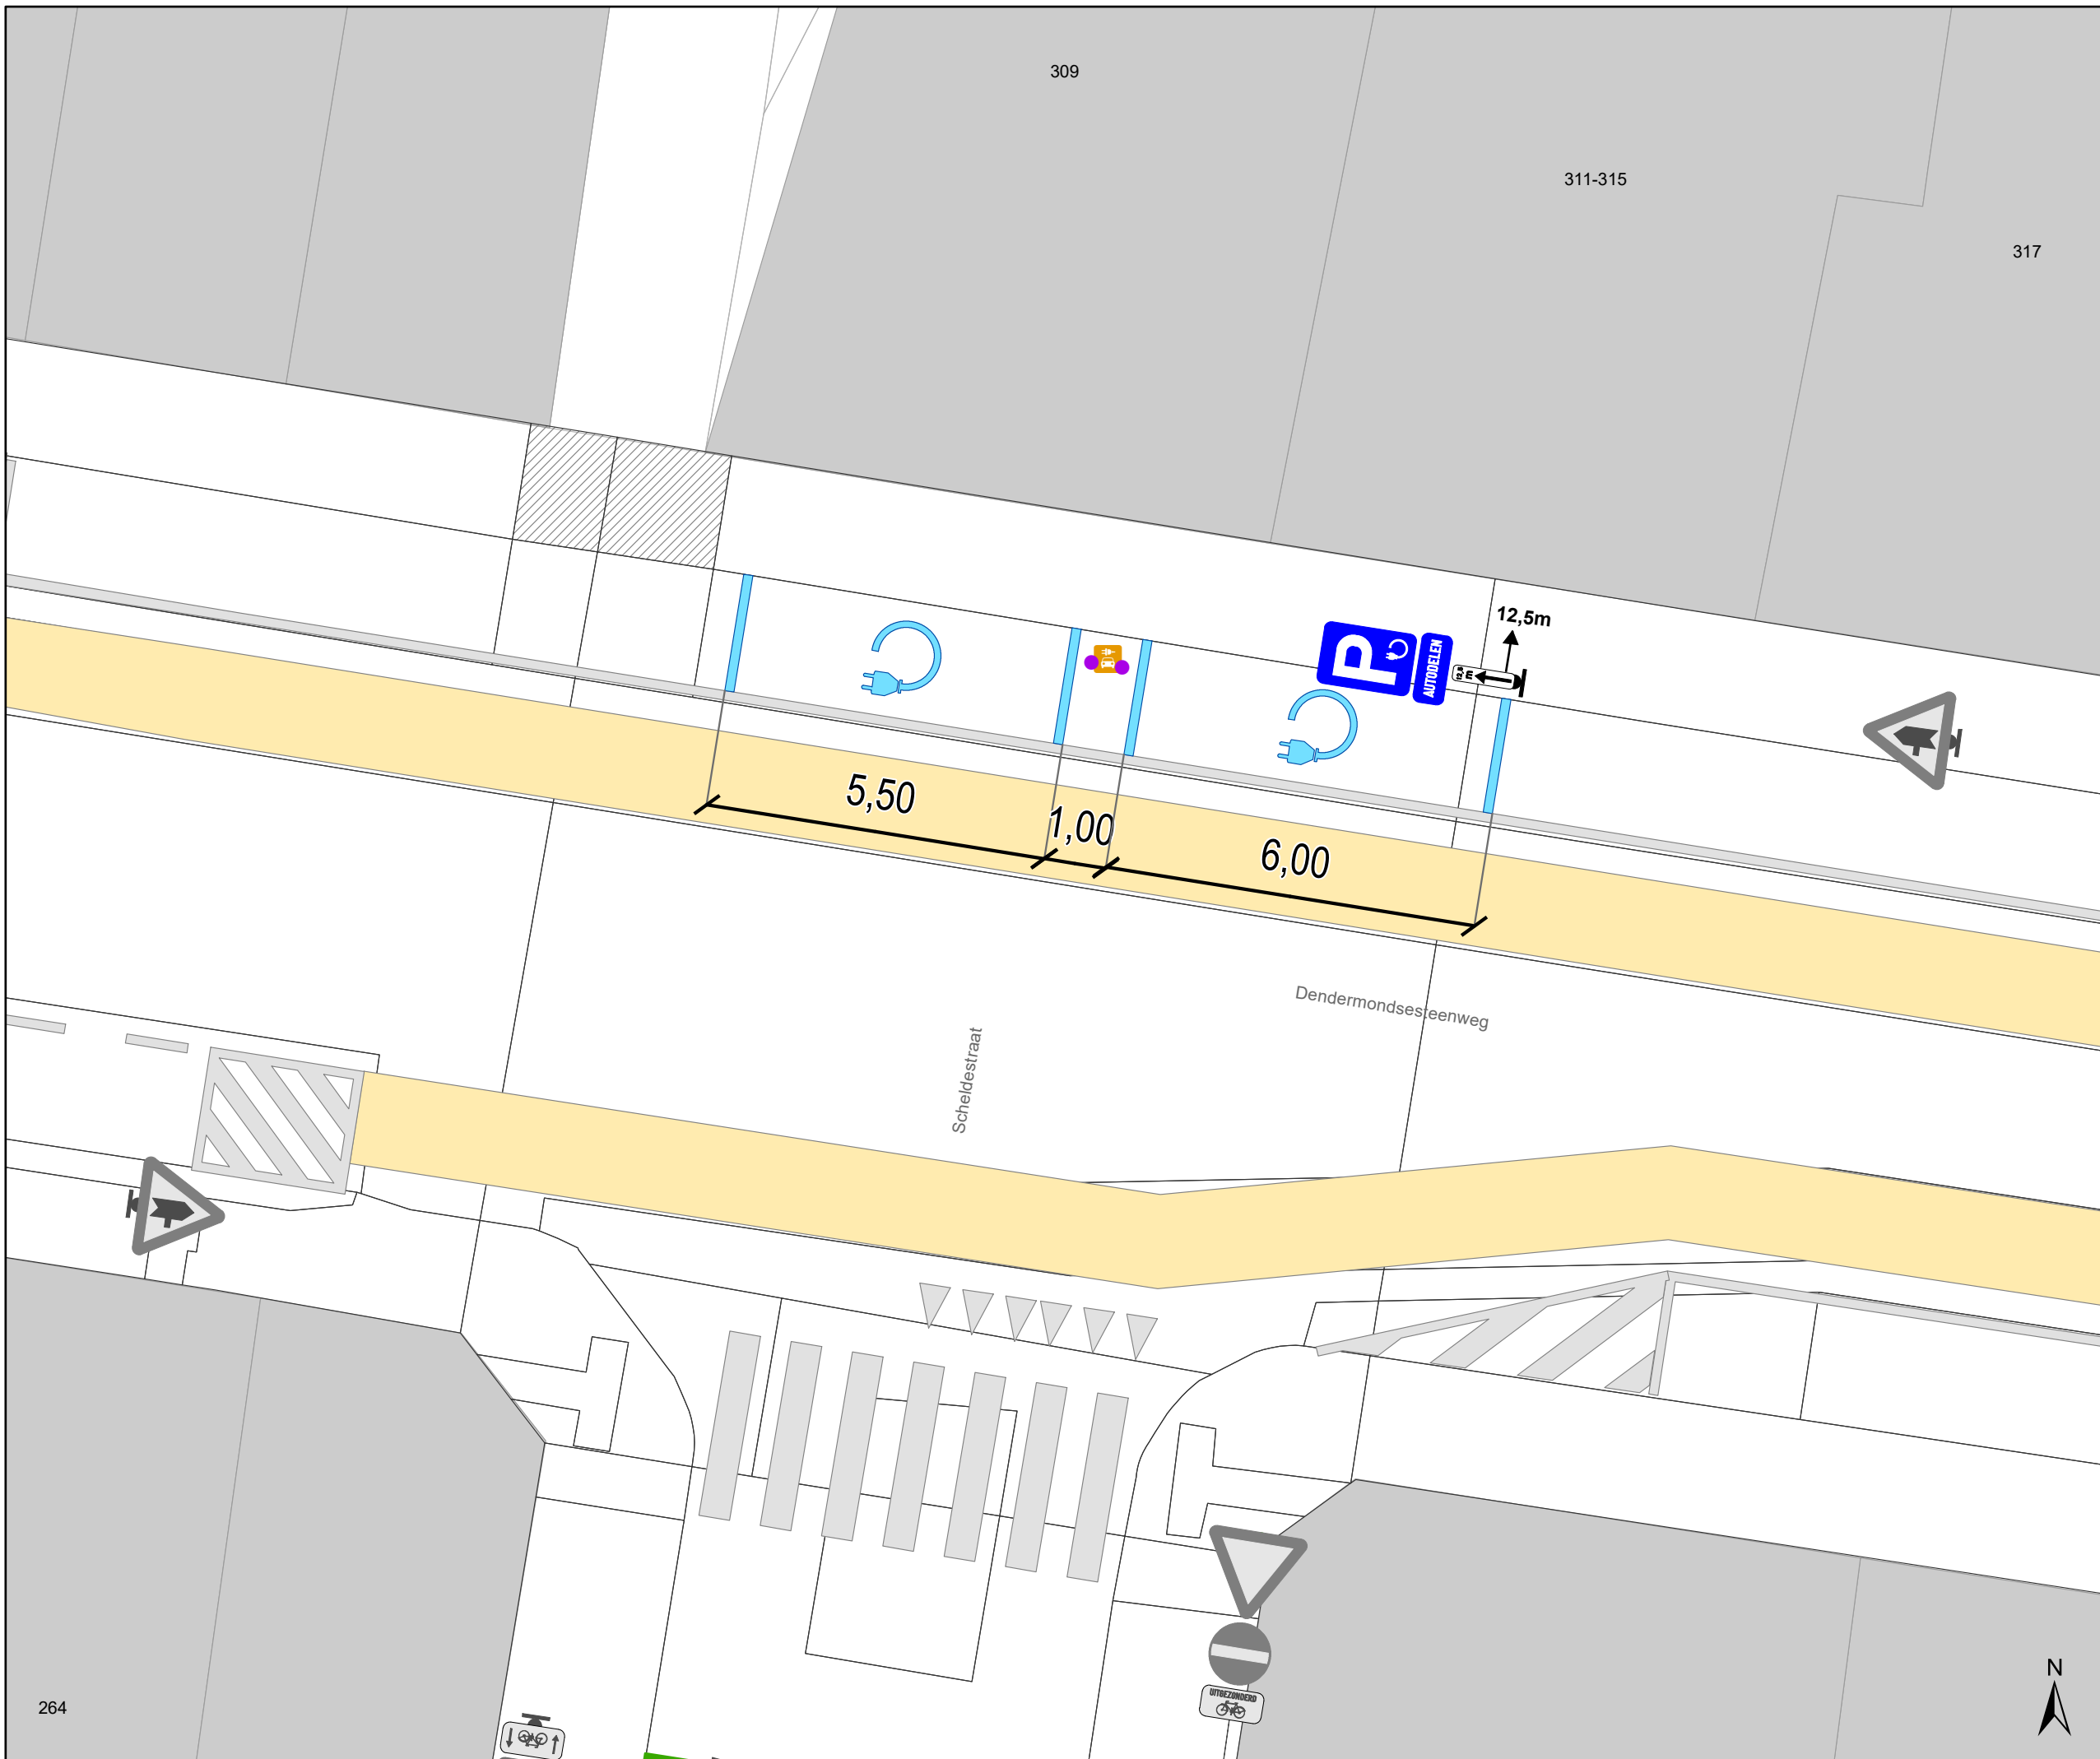 309
311-315
317
12,5m
P
AUTODELEN
5,50
1,00
6,00
Dendermondsesteenweg
Scheldestraat
UITGEZONDERD
264
N